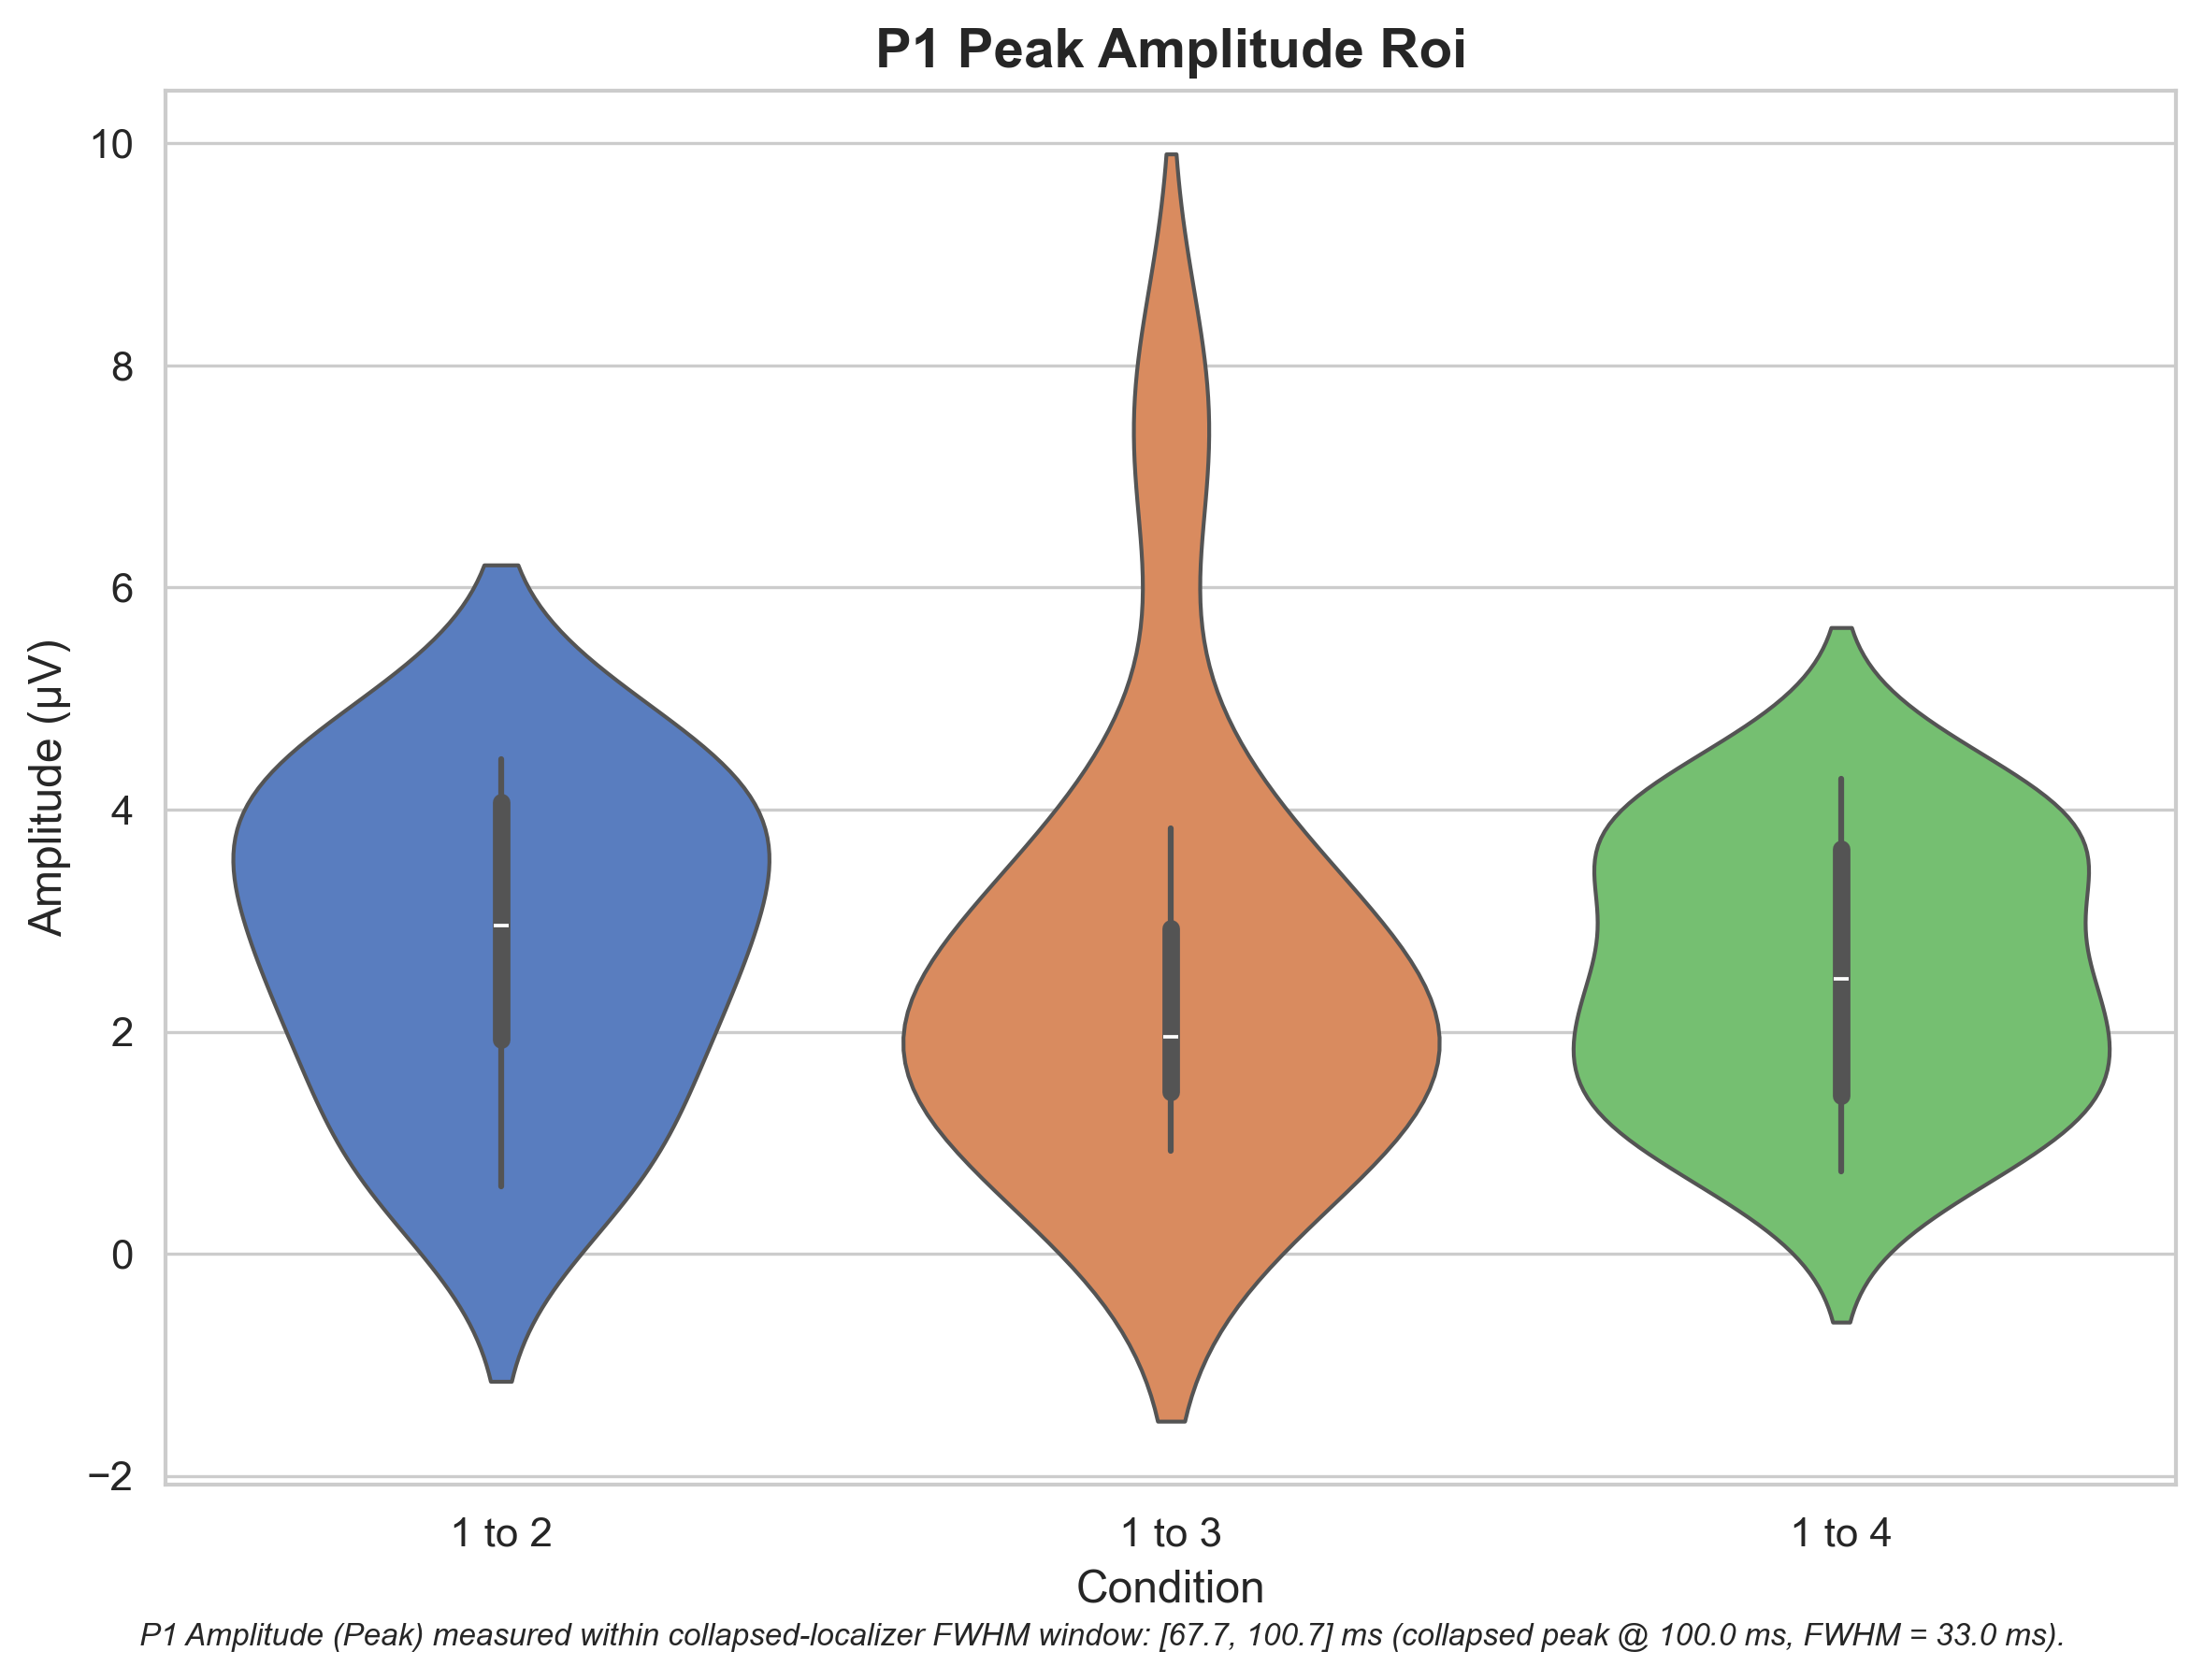 P1 Peak Amplitude Roi
10
8
6
4
2
0
−2
Amplitude (µV)
1 to 2
1 to 3
1 to 4
Condition
P1 Amplitude (Peak) measured within collapsed-localizer FWHM window: [67.7, 100.7] ms (collapsed peak @ 100.0 ms, FWHM = 33.0 ms).